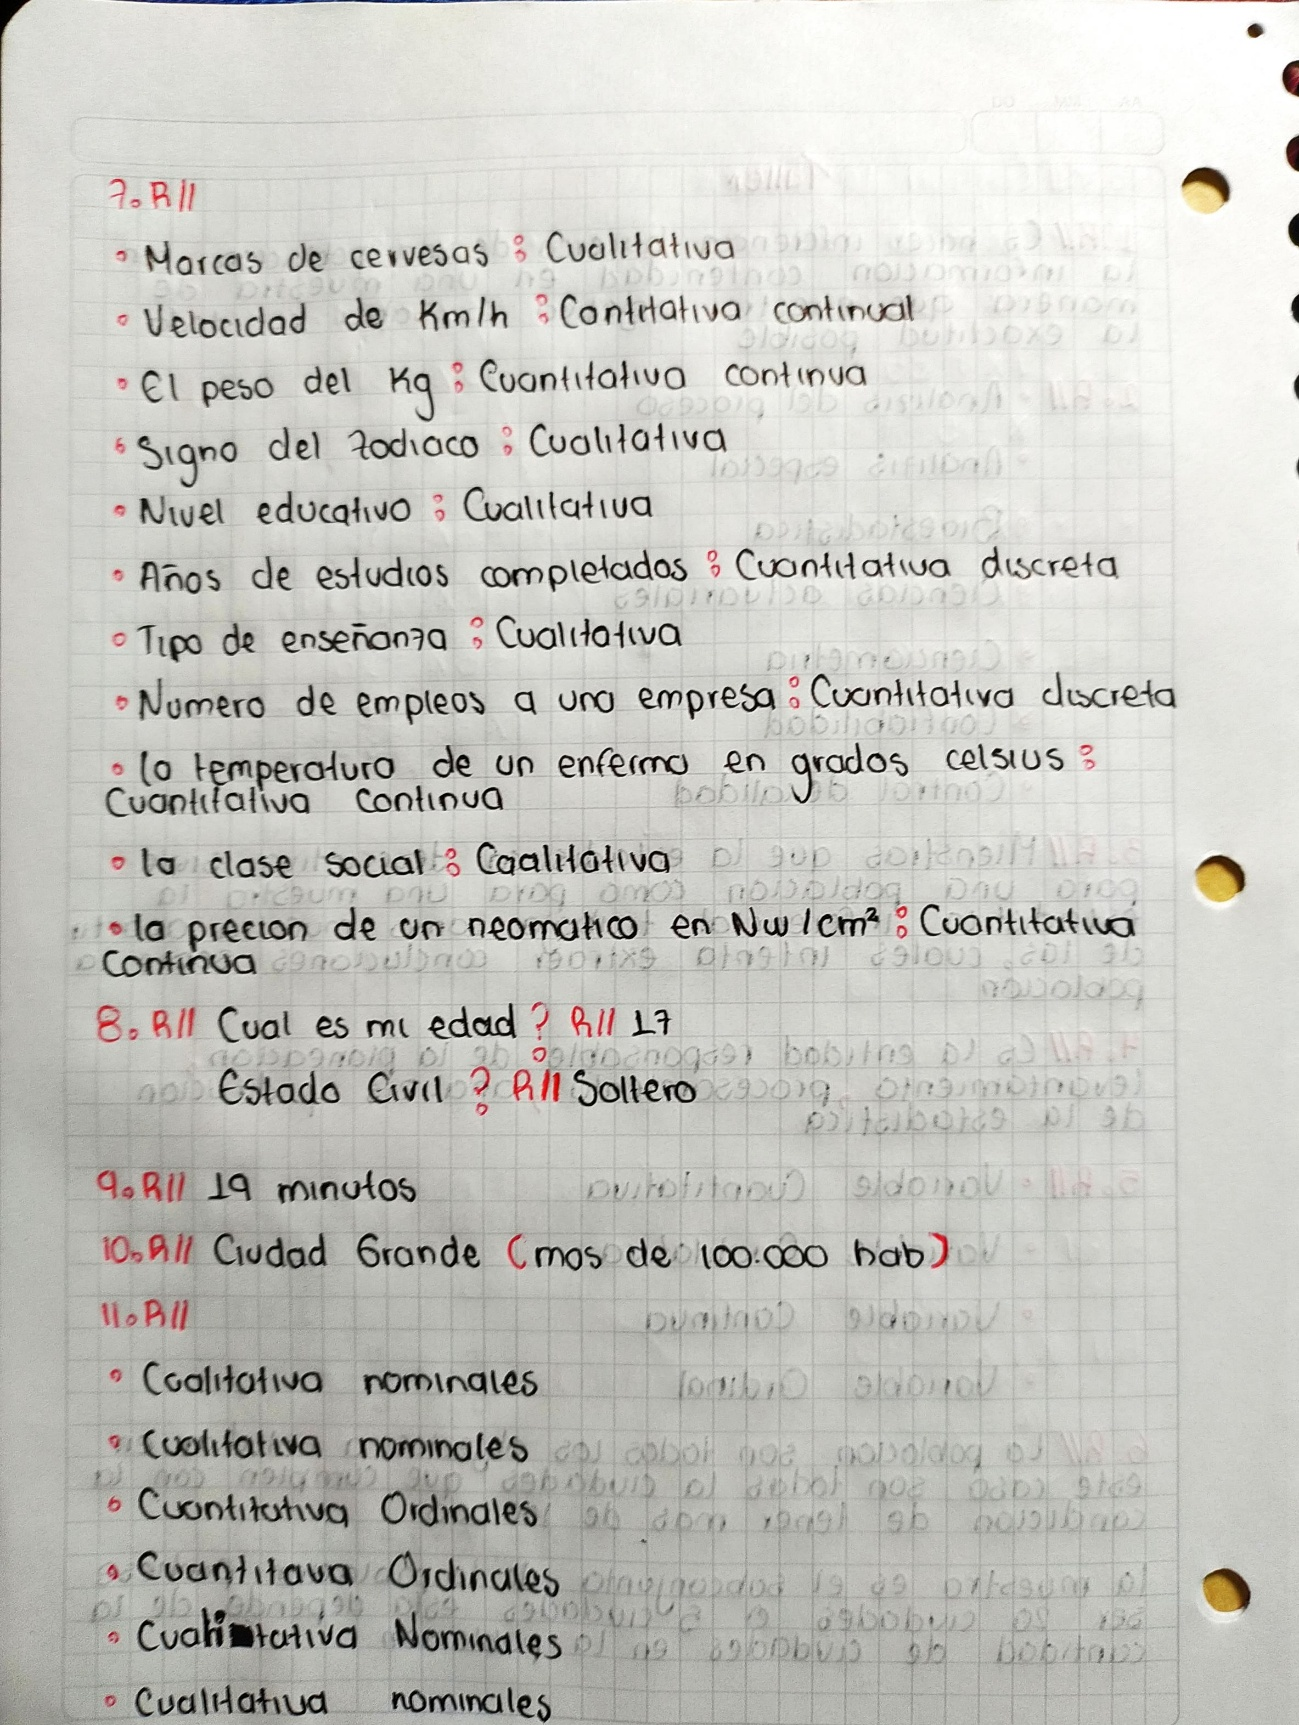 7. R//
• Marcas de cervesas : Cualitativa
• Velocidad de Km/h : Contitativa continual
• El peso del Kg : Cuantitativa continua
• Signo del zodiaco : Cualitativa
• Nivel educativo : Cualitativa
• Años de estudios completados : Cuantitativa discreta
• Tipo de enseñanza : Cualitativa
• Numero de empleos a una empresa : Cuantitativa discreta
• la temperatura de un enfermo en grados celsius :
Cuantitativa continua
• la clase social : Caalitativa
• la precion de un neomatico en Nw/cm² : Cuantitativa
Continua
8. R// Cual es mi edad ? R// 17
Estado Civil ? R// Soltero
9. R// 19 minutos
10. R// Ciudad Grande (mas de 100.000 hab)
11. R//
• Cualitativa nominales
• Cualitativa nominales
• Cuantitativa Ordinales
• Cuantitava Ordinales
• Cualitativa Nominales
• Cualitativa nominales